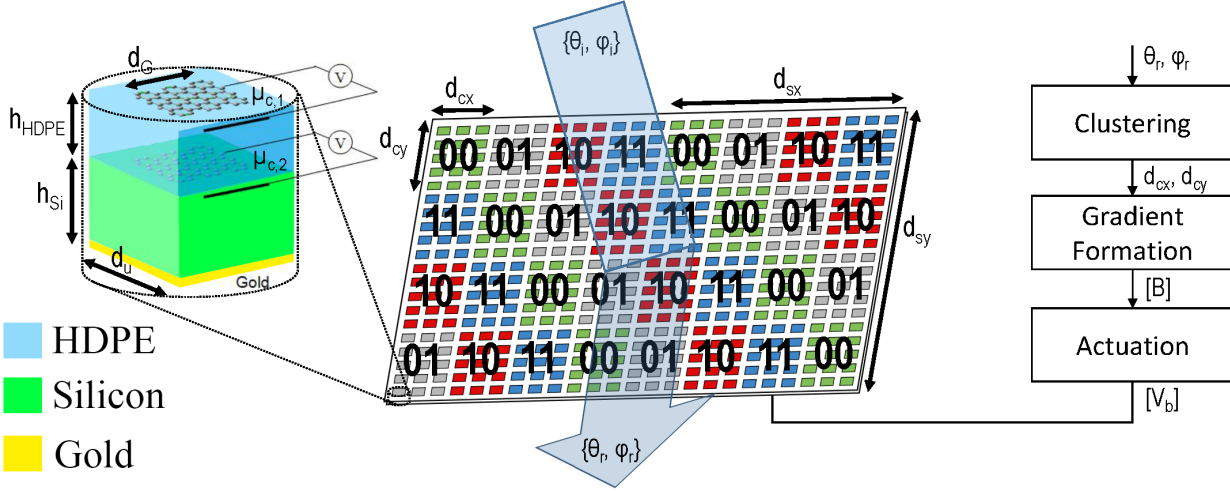 d_G
V
μ_c,1
h_HDPE
V
μ_c,2
h_Si
d_u
Gold
HDPE
Silicon
Gold
{θ_i, φ_i}
d_cx
d_sx
d_cy
00 01 10 11 00 01 10 11
11 00 01 10 11 00 01 10
10 11 00 01 10 11 00 01
01 10 11 00 01 10 11 00
d_sy
{θ_r, φ_r}
θ_r, φ_r
Clustering
d_cx, d_cy
Gradient
Formation
[B]
Actuation
[V_b]